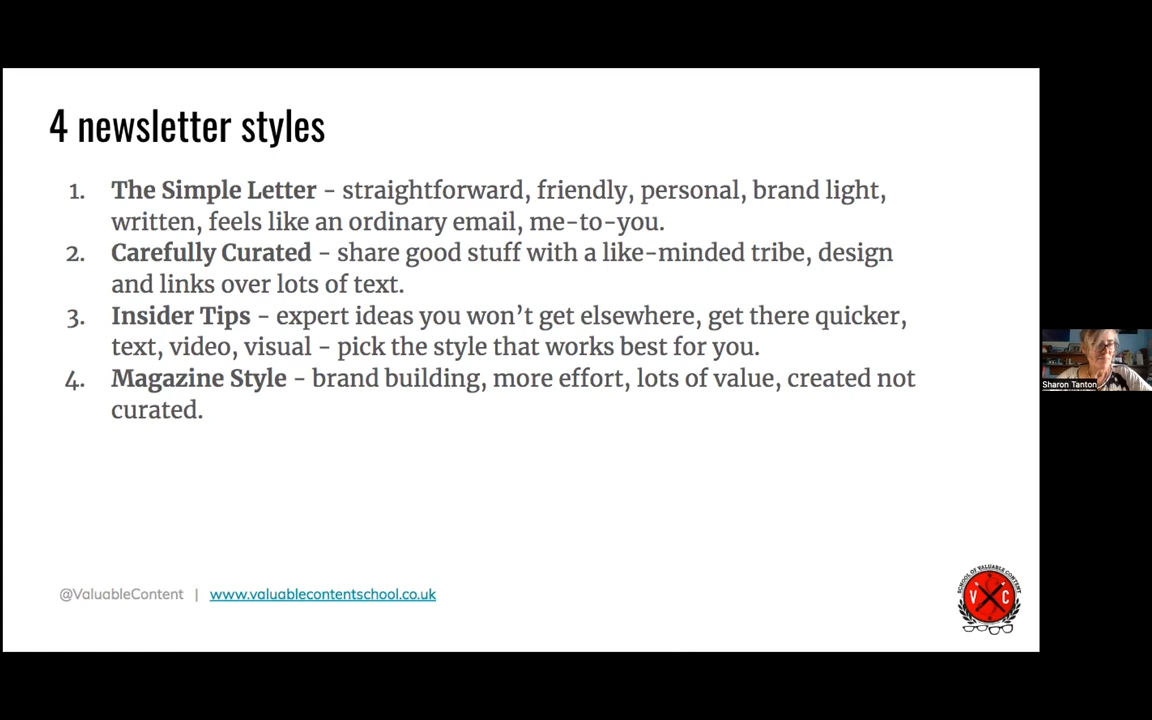 4 newsletter styles
1. The Simple Letter - straightforward, friendly, personal, brand light,
written, feels like an ordinary email, me-to-you.
2. Carefully Curated - share good stuff with a like-minded tribe, design
and links over lots of text.
3. Insider Tips - expert ideas you won’t get elsewhere, get there quicker,
text, video, visual - pick the style that works best for you.
4. Magazine Style - brand building, more effort, lots of value, created not
curated.
Sharon Tanton
@ValuableContent | www.valuablecontentschool.co.uk
SCHOOL OF VALUABLE CONTENT
V C